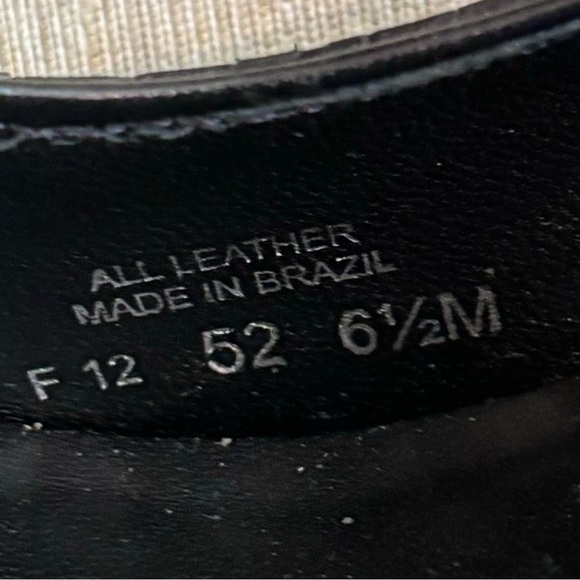 ALL LEATHER
MADE IN BRAZIL
F 12 52 6½M